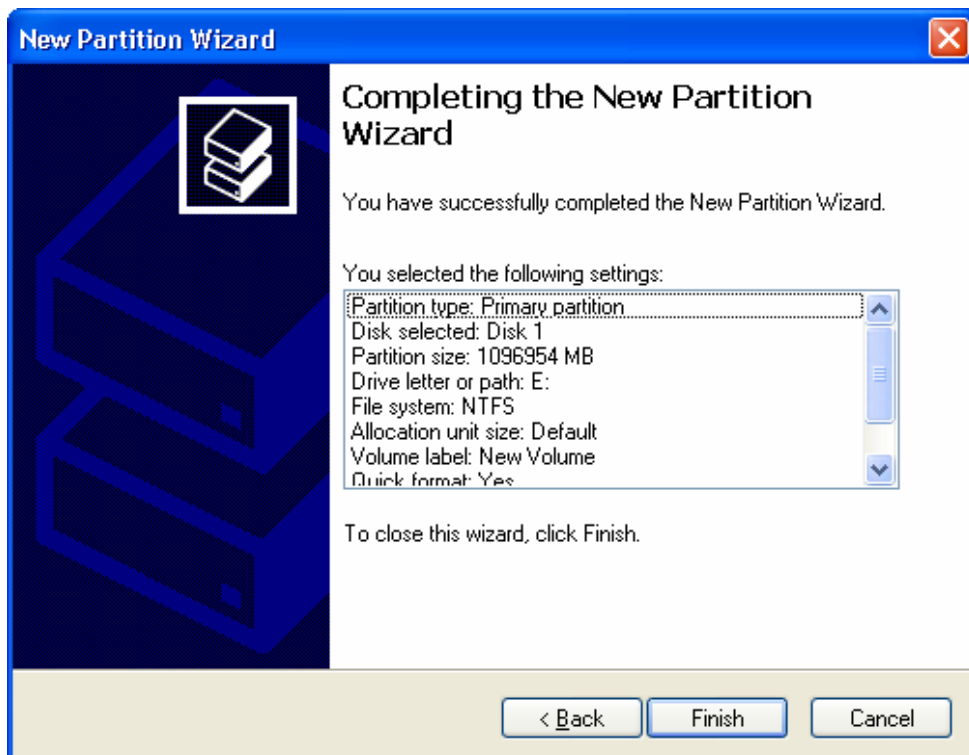 New Partition Wizard
Completing the New Partition
Wizard
You have successfully completed the New Partition Wizard.
You selected the following settings:
Partition type: Primary partition
Disk selected: Disk 1
Partition size: 1096954 MB
Drive letter or path: E:
File system: NTFS
Allocation unit size: Default
Volume label: New Volume
Quick format: Yes
To close this wizard, click Finish.
< Back
Finish
Cancel